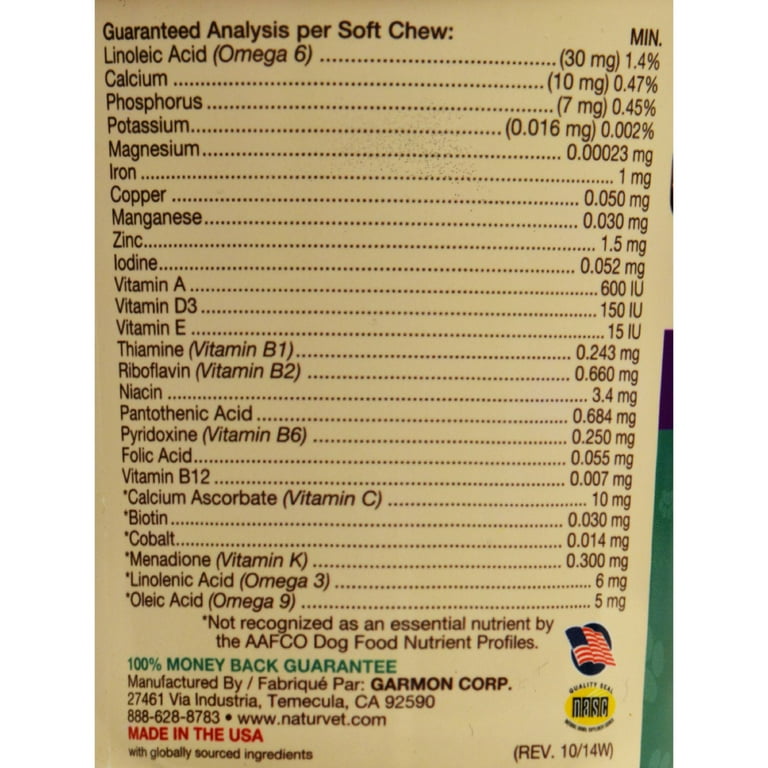 Guaranteed Analysis per Soft Chew: MIN.
Linoleic Acid (Omega 6) ........................................ (30 mg) 1.4%
Calcium ................................................................ (10 mg) 0.47%
Phosphorus ............................................................ (7 mg) 0.45%
Potassium...................................................... (0.016 mg) 0.002%
Magnesium............................................................ 0.00023 mg
Iron ........................................................................ 1 mg
Copper .................................................................. 0.050 mg
Manganese............................................................ 0.030 mg
Zinc........................................................................ 1.5 mg
Iodine.................................................................... 0.052 mg
Vitamin A ................................................................ 600 IU
Vitamin D3 .............................................................. 150 IU
Vitamin E ................................................................ 15 IU
Thiamine (Vitamin B1)............................................ 0.243 mg
Riboflavin (Vitamin B2) .......................................... 0.660 mg
Niacin .................................................................... 3.4 mg
Pantothenic Acid .................................................... 0.684 mg
Pyridoxine (Vitamin B6) .......................................... 0.250 mg
Folic Acid................................................................ 0.055 mg
Vitamin B12 ............................................................ 0.007 mg
*Calcium Ascorbate (Vitamin C) ................................ 10 mg
*Biotin .................................................................... 0.030 mg
*Cobalt.................................................................... 0.014 mg
*Menadione (Vitamin K) .......................................... 0.300 mg
*Linolenic Acid (Omega 3) ........................................ 6 mg
*Oleic Acid (Omega 9) .............................................. 5 mg
*Not recognized as an essential nutrient by
the AAFCO Dog Food Nutrient Profiles.
100% MONEY BACK GUARANTEE
Manufactured By / Fabriqué Par: GARMON CORP.
27461 Via Industria, Temecula, CA 92590
888-628-8783 • www.naturvet.com
MADE IN THE USA
with globally sourced ingredients
QUALITY SEAL
nasc
(REV. 10/14W)